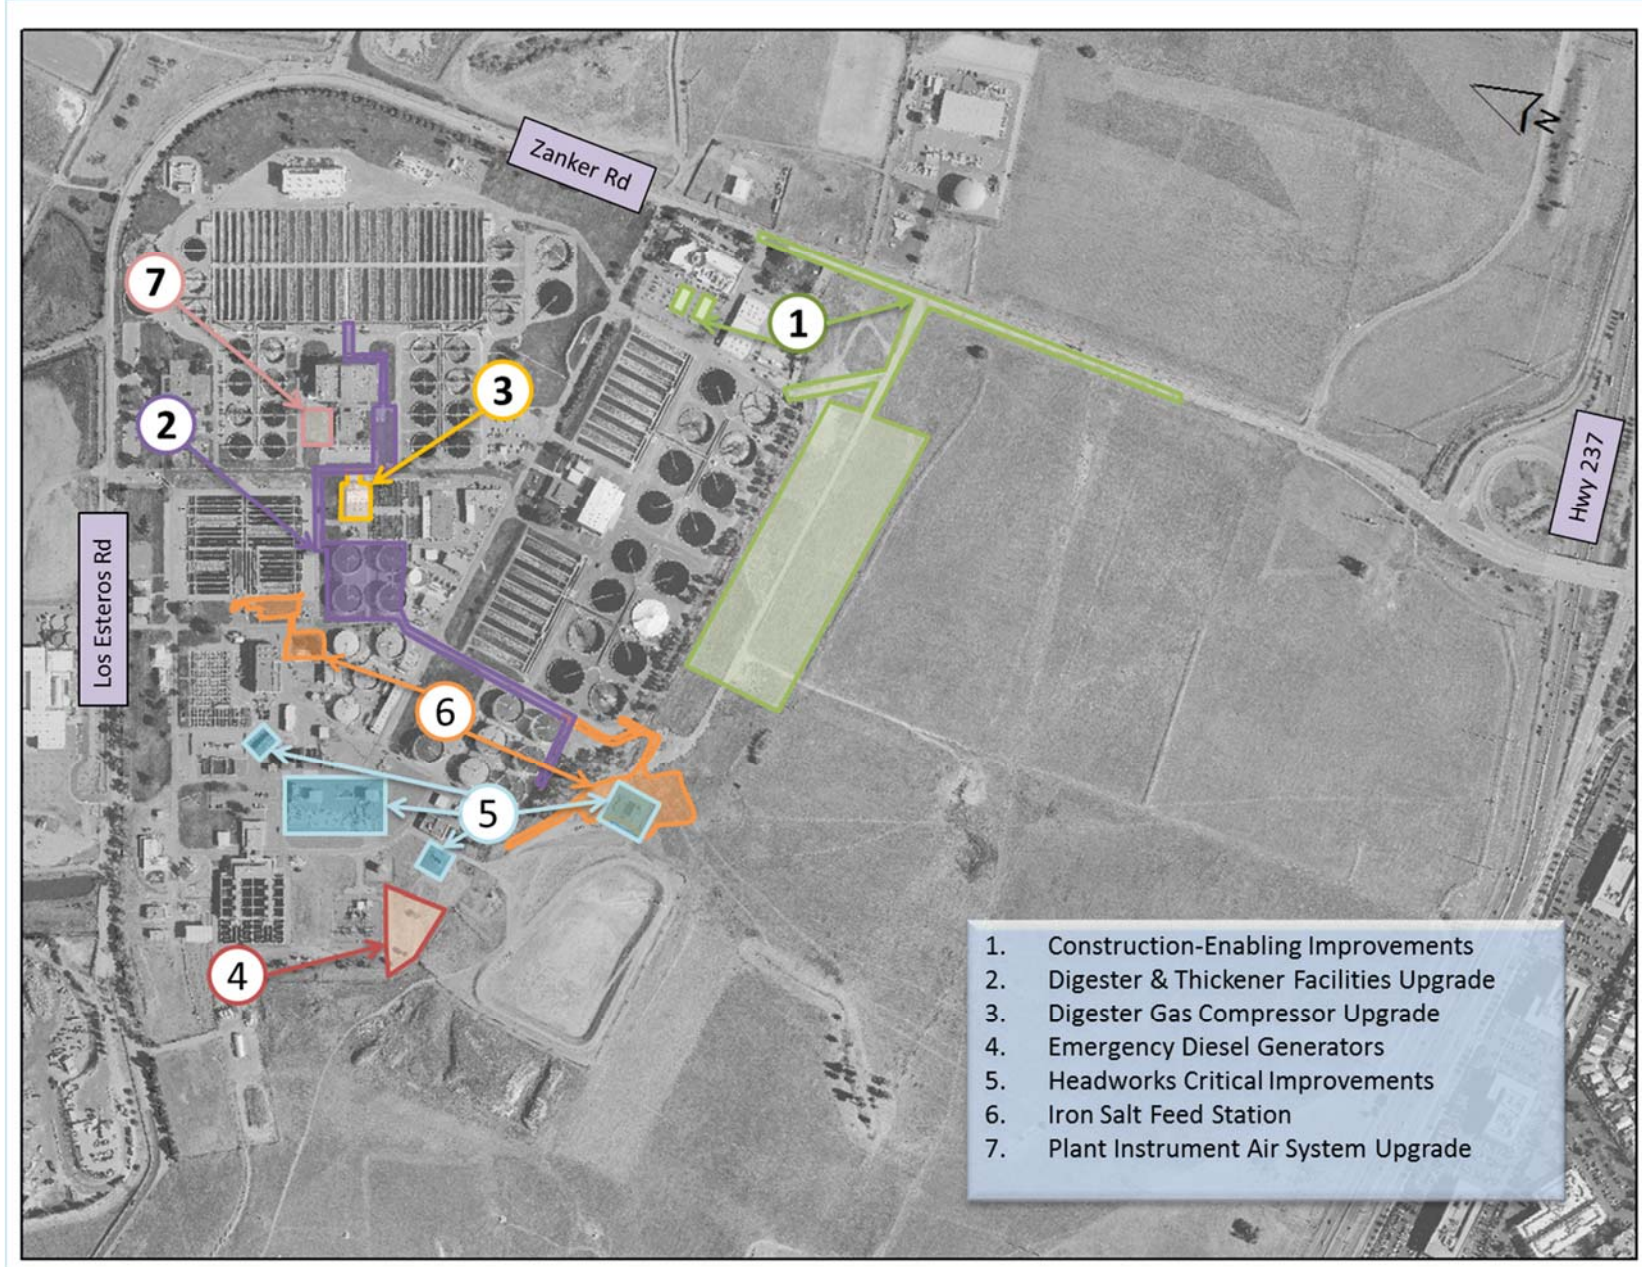 Zanker Rd
N
7
1
3
2
Hwy 237
Los Esteros Rd
6
5
4
1. Construction-Enabling Improvements
2. Digester & Thickener Facilities Upgrade
3. Digester Gas Compressor Upgrade
4. Emergency Diesel Generators
5. Headworks Critical Improvements
6. Iron Salt Feed Station
7. Plant Instrument Air System Upgrade